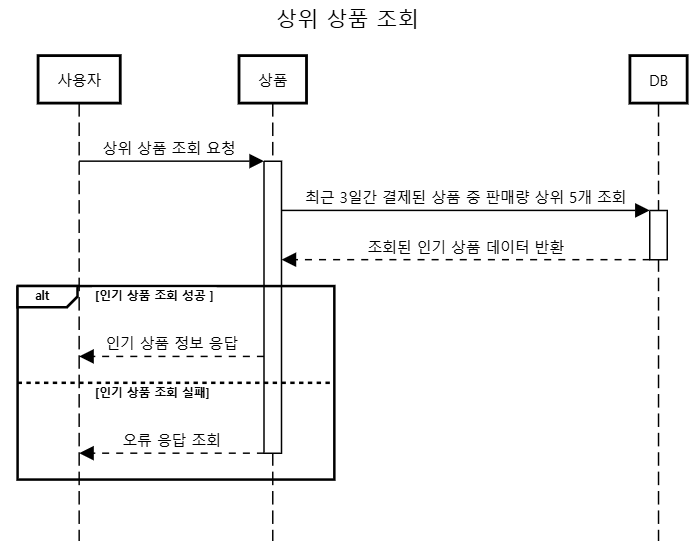 상위 상품 조회
사용자
상품
DB
상위 상품 조회 요청
최근 3일간 결제된 상품 중 판매량 상위 5개 조회
조회된 인기 상품 데이터 반환
alt
[인기 상품 조회 성공 ]
인기 상품 정보 응답
[인기 상품 조회 실패]
오류 응답 조회